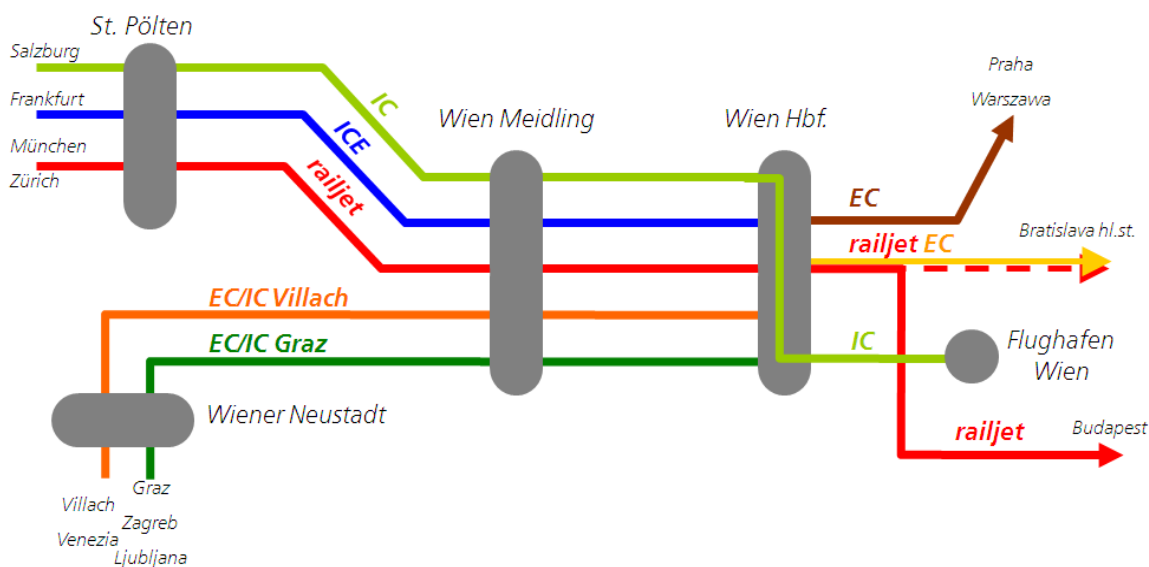 St. Pölten
Salzburg
Frankfurt
München
Zürich
IC
ICE
railjet
Wien Meidling
Wien Hbf.
Praha
Warszawa
EC
railjet EC
Bratislava hl.st.
EC/IC Villach
EC/IC Graz
IC
Flughafen
Wien
Wiener Neustadt
railjet
Budapest
Villach
Venezia
Graz
Zagreb
Ljubljana